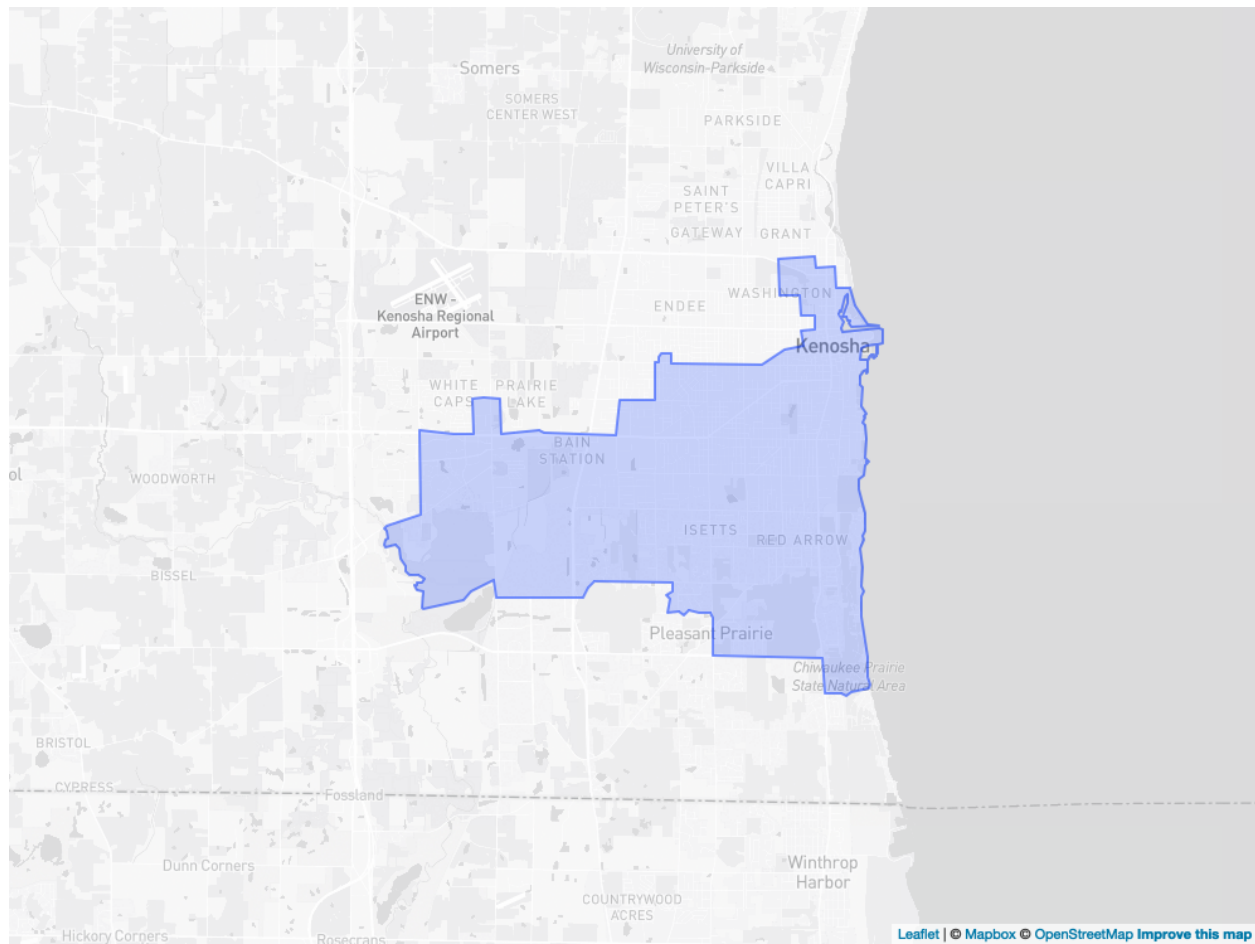 University of
Wisconsin-Parkside
Somers
SOMERS
CENTER WEST
PARKSIDE
VILLA
CAPRI
SAINT
PETER'S
GATEWAY
GRANT
ENW -
Kenosha Regional
Airport
WASHINGTON
ENDEE
Kenosha
WHITE
CAPS
PRAIRIE
LAKE
BAIN
STATION
ol
WOODWORTH
ISETTS
RED ARROW
BISSEL
Pleasant Prairie
Chiwaukee Prairie
State Natural Area
BRISTOL
CYPRESS
Fossland
Dunn Corners
Winthrop
Harbor
COUNTRYWOOD
ACRES
Hickory Corners
Rosecrans
Leaflet | © Mapbox © OpenStreetMap Improve this map